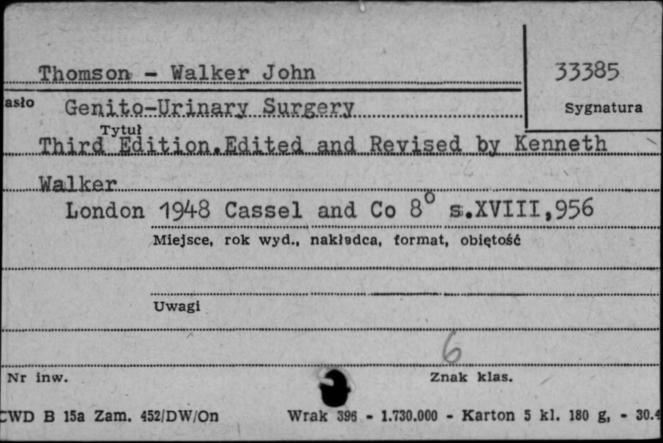 Thomson - Walker John
33385
asło
Genito-Urinary Surgery
Sygnatura
Tytuł
Third Edition.Edited and Revised by Kenneth
Walker
London 1948 Cassel and Co 8° s.XVIII,956
Miejsce, rok wyd., nakładca, format, obiętość
Uwagi
6
Nr inw.
Znak klas.
CWD B 15a Zam. 452/DW/On
Wrak 396 - 1.730.000 - Karton 5 kl. 180 g, - 30.4